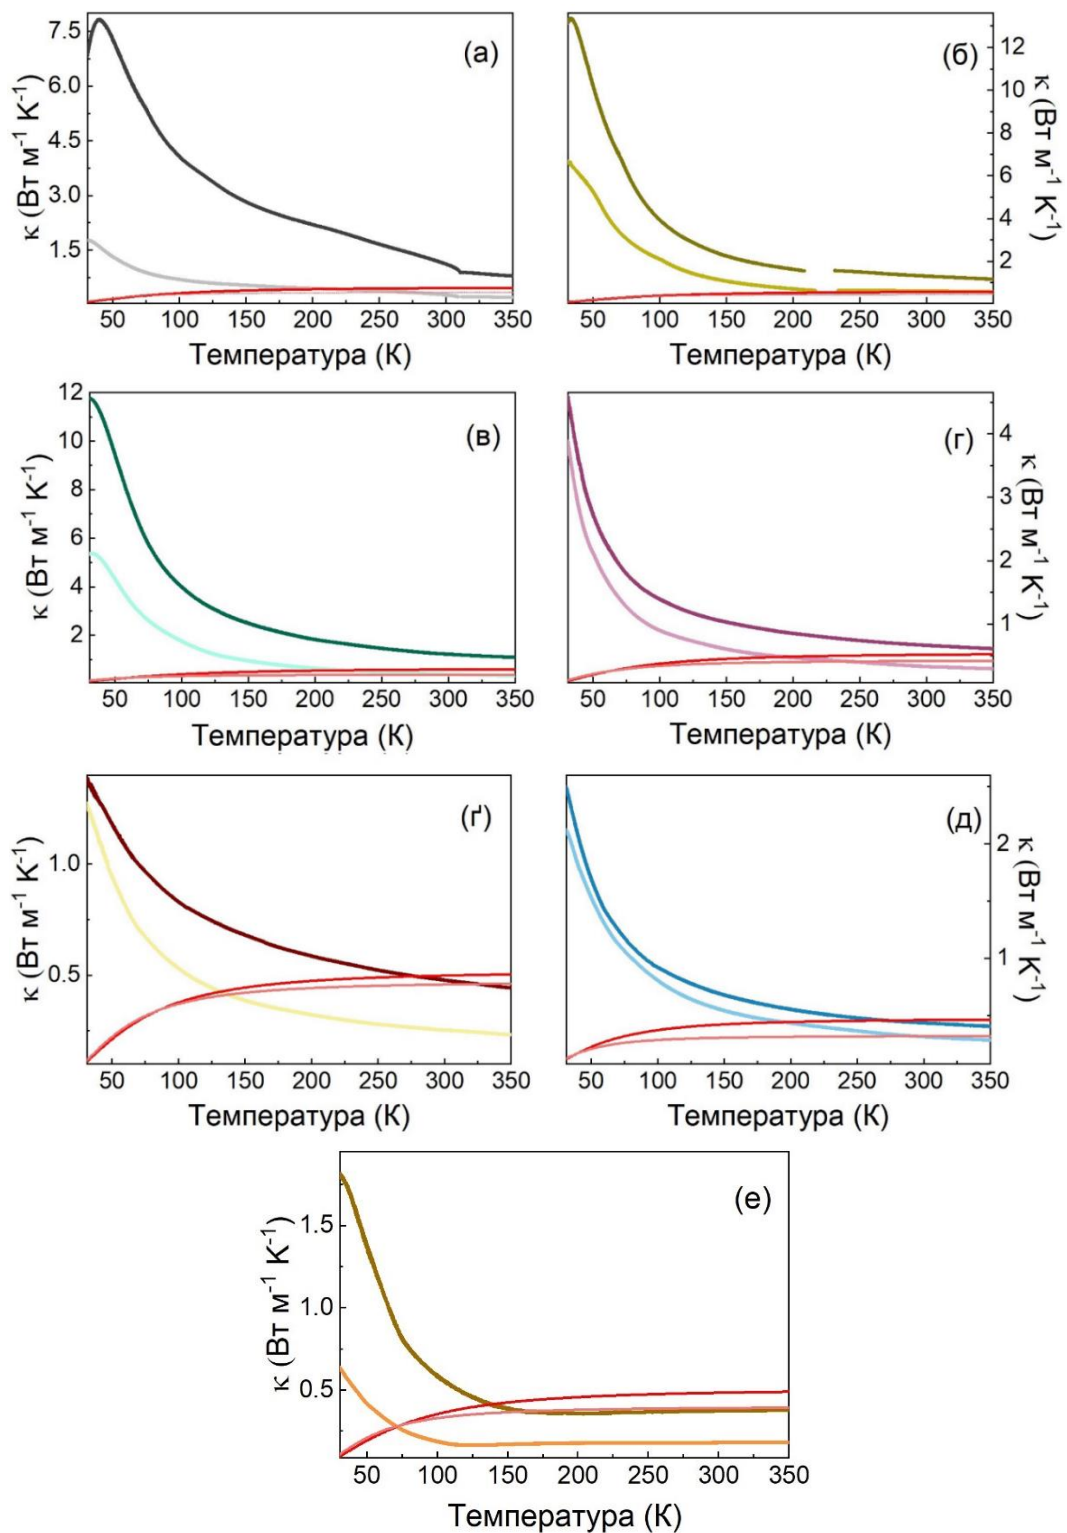 (а)
κ (Вт м⁻¹ К⁻¹)
7.5
6.0
4.5
3.0
1.5
50 100 150 200 250 300 350
Температура (К)
(б)
κ (Вт м⁻¹ К⁻¹)
12
10
8
6
4
2
50 100 150 200 250 300 350
Температура (К)
(в)
κ (Вт м⁻¹ К⁻¹)
12
10
8
6
4
2
50 100 150 200 250 300 350
Температура (К)
(г)
κ (Вт м⁻¹ К⁻¹)
4
3
2
1
50 100 150 200 250 300 350
Температура (К)
(ґ)
κ (Вт м⁻¹ К⁻¹)
1.0
0.5
50 100 150 200 250 300 350
Температура (К)
(д)
κ (Вт м⁻¹ К⁻¹)
2
1
50 100 150 200 250 300 350
Температура (К)
(е)
κ (Вт м⁻¹ К⁻¹)
1.5
1.0
0.5
50 100 150 200 250 300 350
Температура (К)